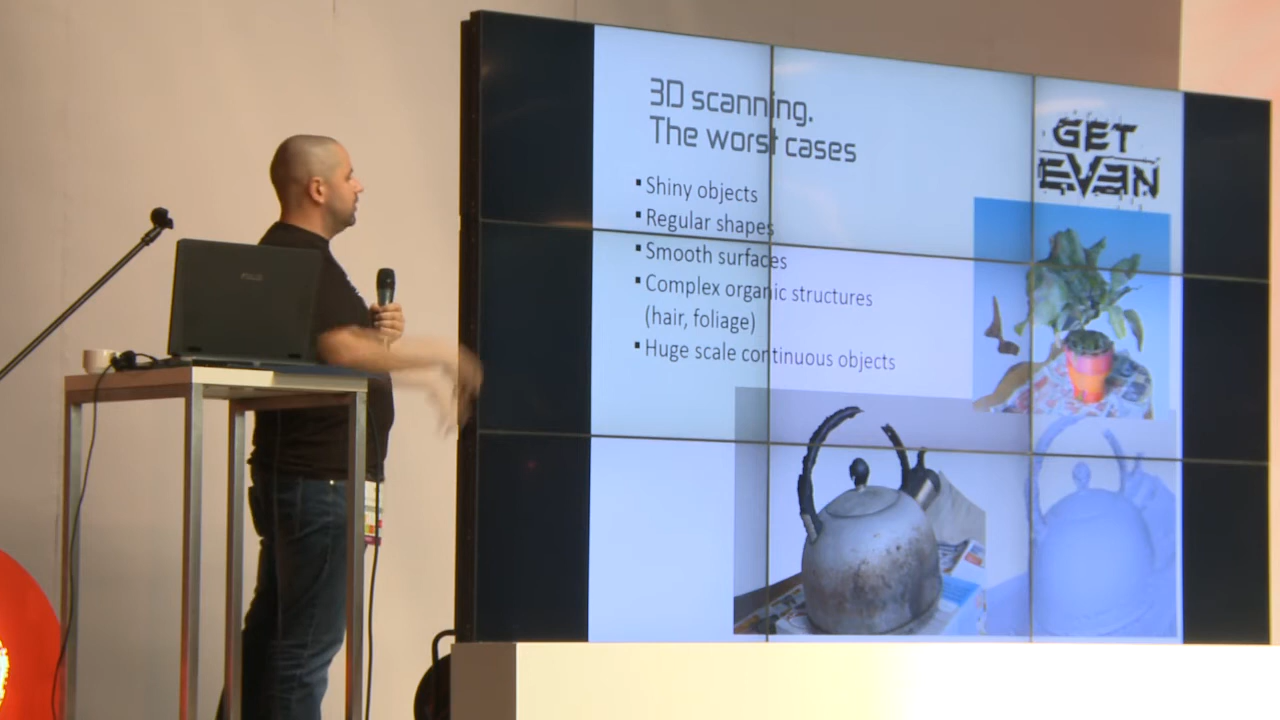 3D scanning.
The worst cases
▪ Shiny objects
▪ Regular shapes
▪ Smooth surfaces
▪ Complex organic structures
(hair, foliage)
▪ Huge scale continuous objects
GET
EVEN